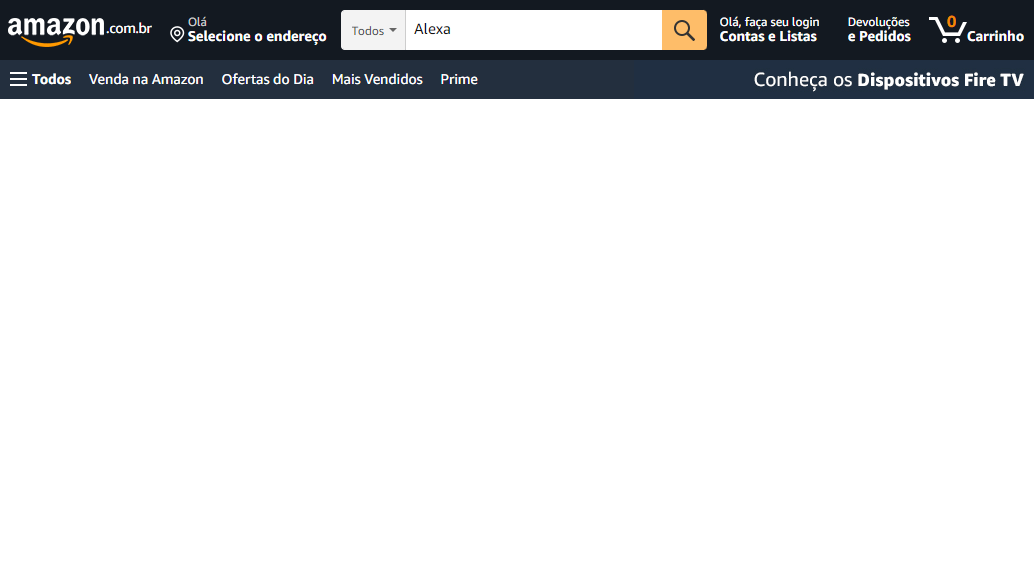 amazon.com.br
Olá
Selecione o endereço
Todos
Alexa
Olá, faça seu login
Contas e Listas
Devoluções
e Pedidos
0
Carrinho
Todos
Venda na Amazon
Ofertas do Dia
Mais Vendidos
Prime
Conheça os Dispositivos Fire TV